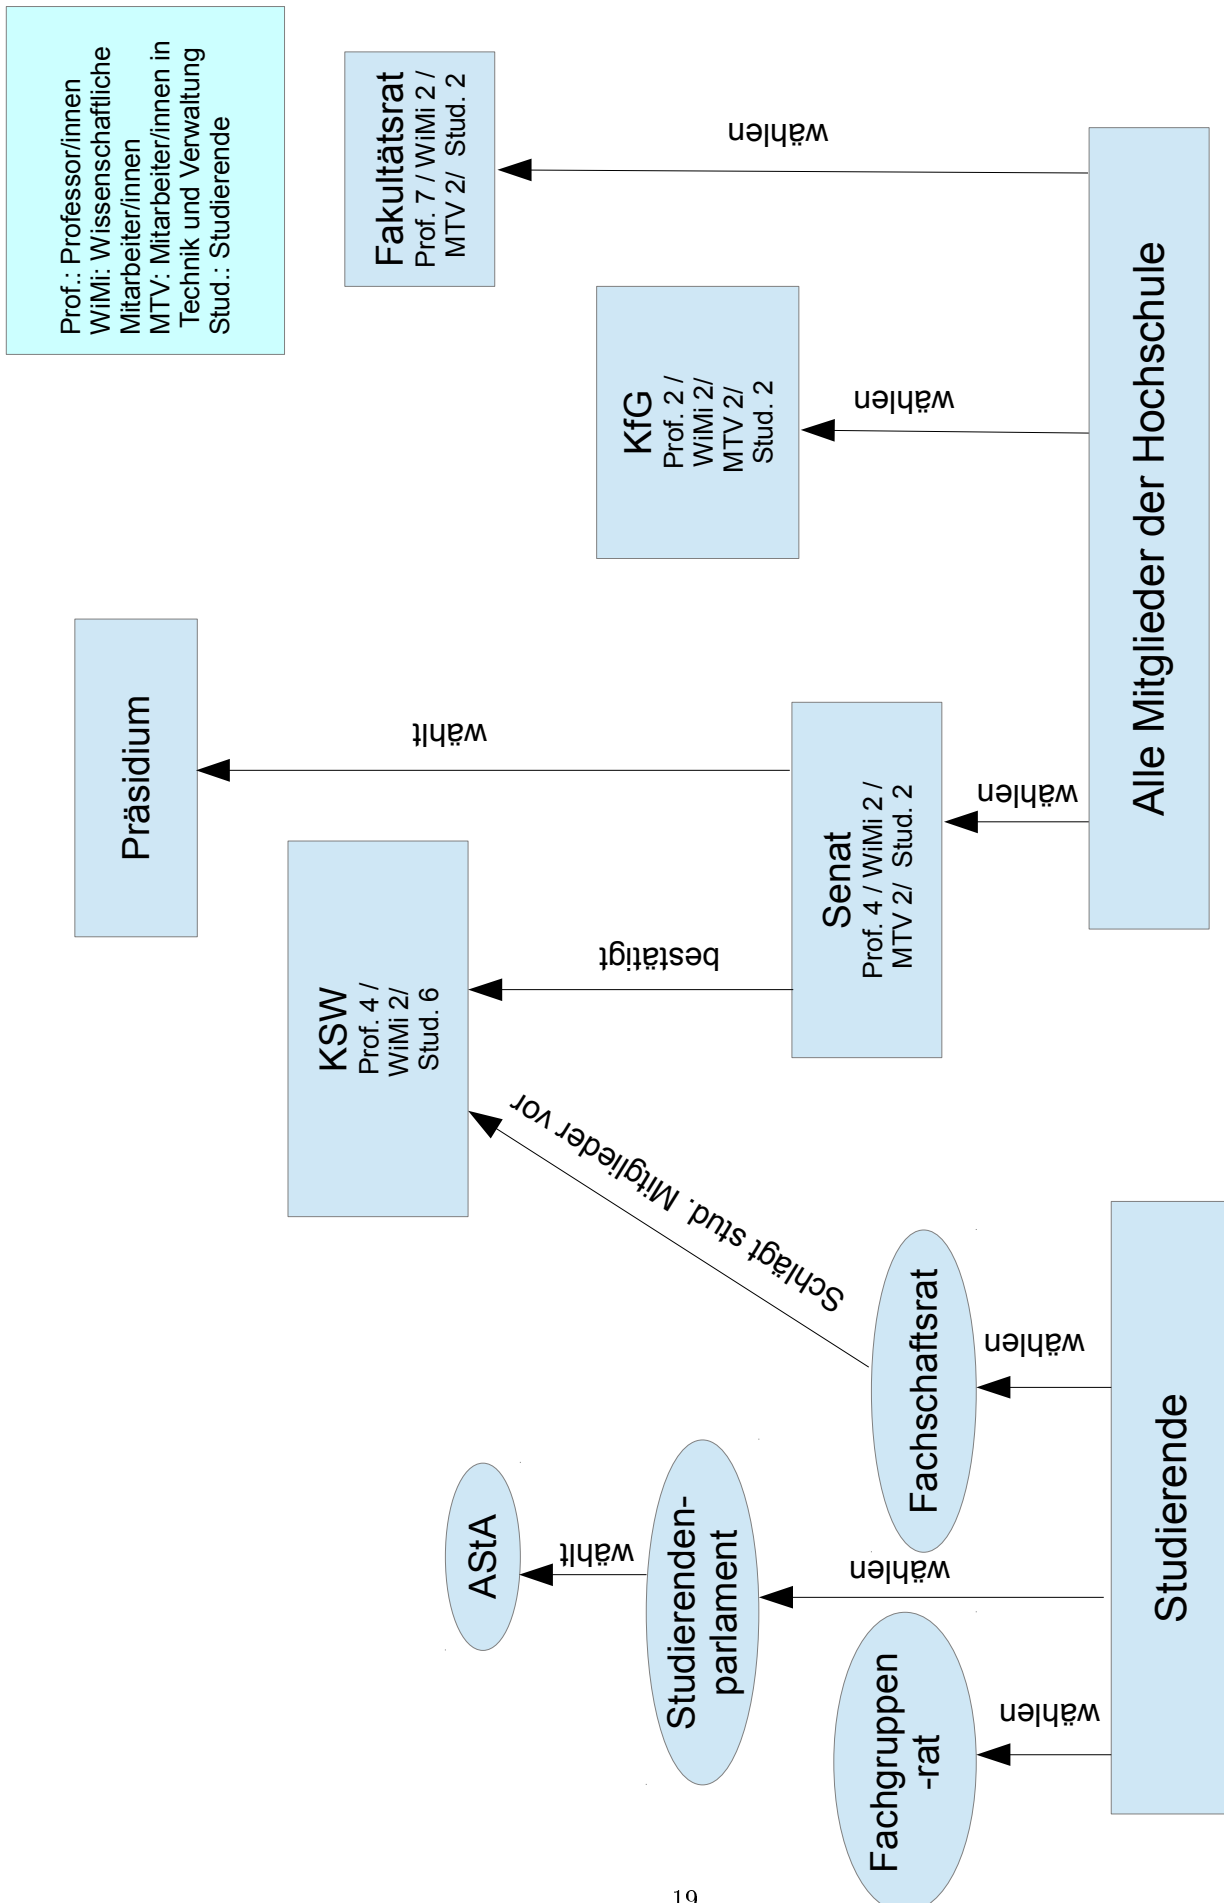 Prof.: Professor/innen
WiMi: Wissenschaftliche
Mitarbeiter/innen
MTV: Mitarbeiter/innen in
Technik und Verwaltung
Stud.: Studierende
Präsidium
KSW
Prof. 4 /
WiMi 2/
Stud. 6
Fakultätsrat
Prof. 7 / WiMi 2 /
MTV 2/ Stud. 2
wählt
bestätigt
AStA
wählt
Schlägt stud. Mitglieder vor
KfG
Prof. 2 /
WiMi 2/
MTV 2/
Stud. 2
wählen
Studierenden-
parlament
Senat
Prof. 4 / WiMi 2 /
MTV 2/ Stud. 2
wählen
Fachgruppen
-rat
wählen
Fachschaftsrat
wählen
wählen
wählen
Studierende
Alle Mitglieder der Hochschule
19